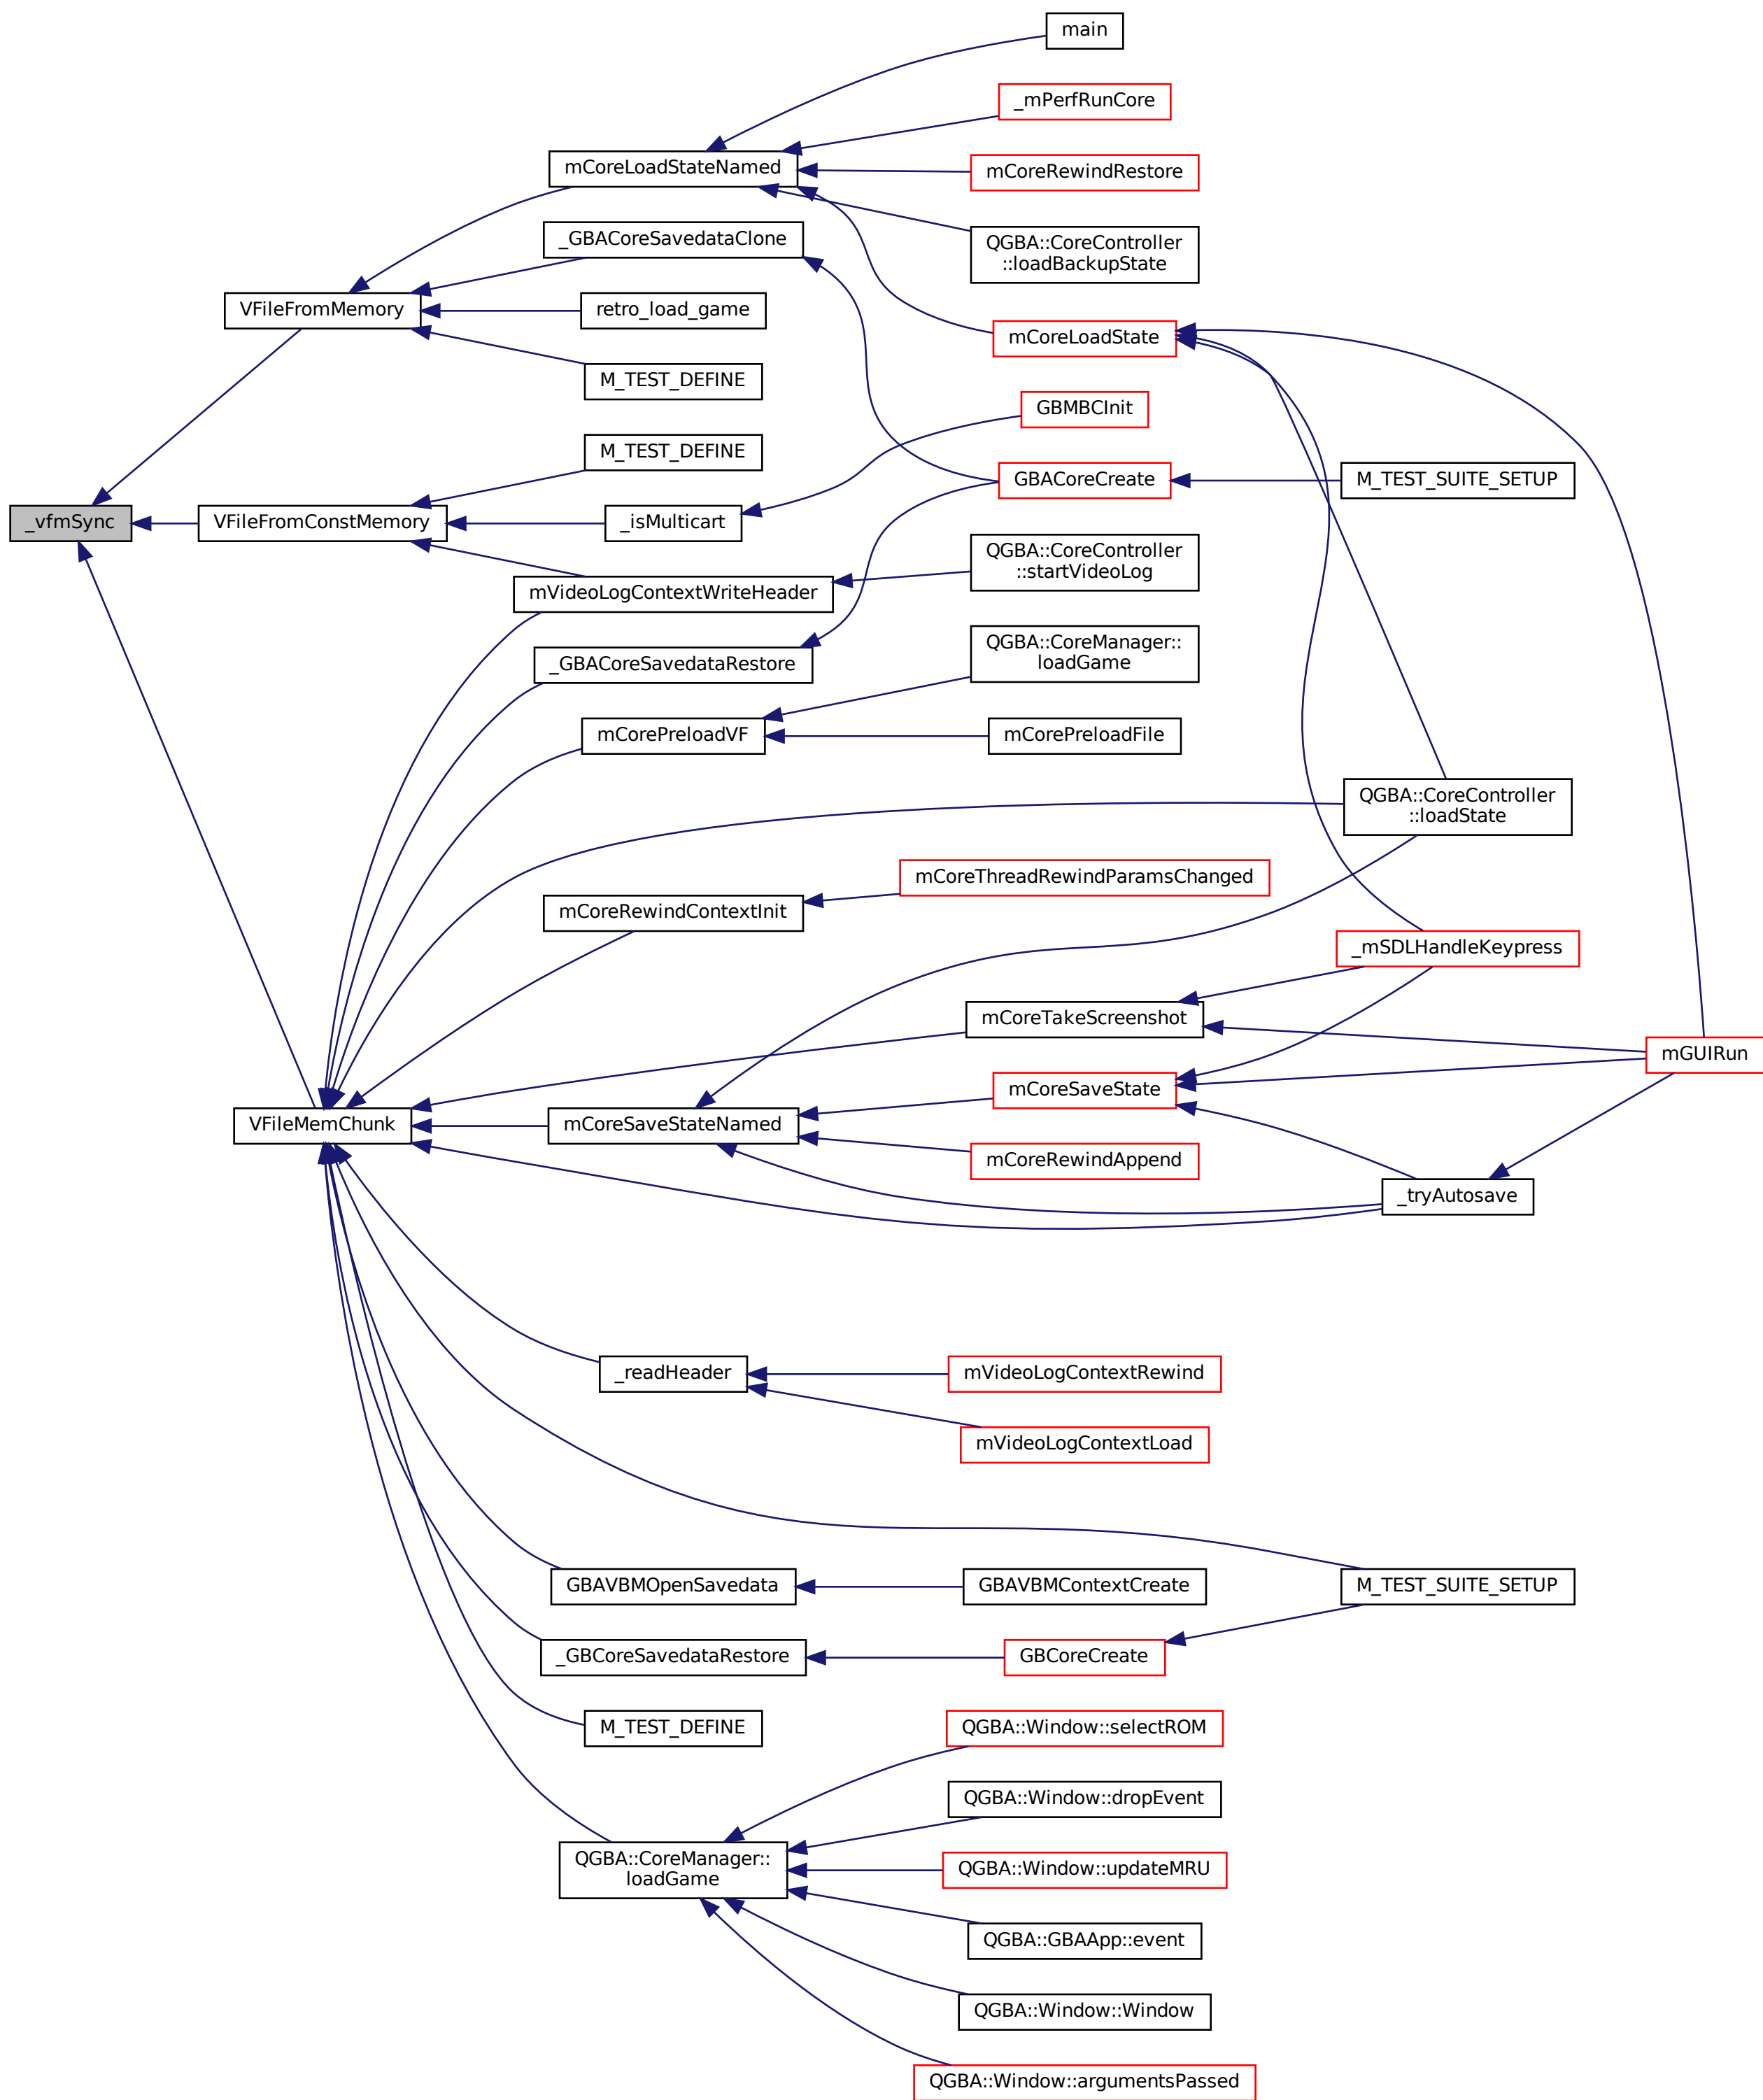 main
_mPerfRunCore
mCoreLoadStateNamed
mCoreRewindRestore
_GBACoreSavedataClone
QGBA::CoreController
::loadBackupState
VFileFromMemory
retro_load_game
mCoreLoadState
M_TEST_DEFINE
GBMBCInit
M_TEST_DEFINE
GBACoreCreate
M_TEST_SUITE_SETUP
_vfmSync
VFileFromConstMemory
_isMulticart
QGBA::CoreController
::startVideoLog
mVideoLogContextWriteHeader
_GBACoreSavedataRestore
QGBA::CoreManager::
loadGame
mCorePreloadVF
mCorePreloadFile
QGBA::CoreController
::loadState
mCoreThreadRewindParamsChanged
mCoreRewindContextInit
_mSDLHandleKeypress
mCoreTakeScreenshot
mGUIRun
mCoreSaveState
VFileMemChunk
mCoreSaveStateNamed
mCoreRewindAppend
_tryAutosave
_readHeader
mVideoLogContextRewind
mVideoLogContextLoad
GBAVBMOpenSavedata
GBAVBMContextCreate
M_TEST_SUITE_SETUP
_GBCoreSavedataRestore
GBCoreCreate
M_TEST_DEFINE
QGBA::Window::selectROM
QGBA::Window::dropEvent
QGBA::CoreManager::
loadGame
QGBA::Window::updateMRU
QGBA::GBAApp::event
QGBA::Window::Window
QGBA::Window::argumentsPassed